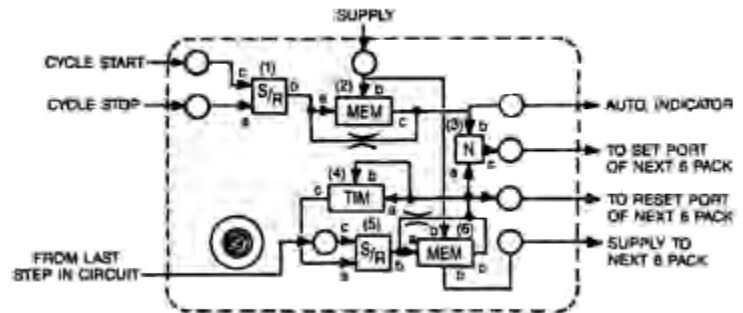 SUPPLY
CYCLE START
c
(1)
S/R
b
CYCLE STOP
a
(2)
b
a
MEM
c
AUTO, INDICATOR
(3)
b
N
c
a
TO SET PORT
OF NEXT 6 PACK
(4)
b
c
TIM
a
TO RESET PORT
OF NEXT 6 PACK
(5)
c
S/R
b
a
b
(6)
a
MEM
b
b
SUPPLY TO
NEXT 6 PACK
FROM LAST
STEP IN CIRCUIT